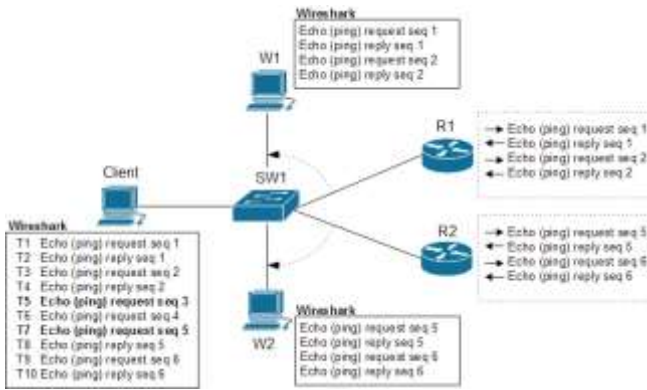 Wireshark
Echo (ping) request seq 1
Echo (ping) reply seq 1
Echo (ping) request seq 2
Echo (ping) reply seq 2
W1
R1
Echo (ping) request seq 1
Echo (ping) reply seq 1
Echo (ping) request seq 2
Echo (ping) reply seq 2
Client
SW1
Wireshark
T1 Echo (ping) request seq 1
T2 Echo (ping) reply seq 1
T3 Echo (ping) request seq 2
T4 Echo (ping) reply seq 2
T5 Echo (ping) request seq 3
T6 Echo (ping) request seq 4
T7 Echo (ping) request seq 5
T8 Echo (ping) reply seq 5
T9 Echo (ping) request seq 6
T10 Echo (ping) reply seq 6
R2
Echo (ping) request seq 5
Echo (ping) reply seq 5
Echo (ping) request seq 6
Echo (ping) reply seq 6
W2
Wireshark
Echo (ping) request seq 5
Echo (ping) reply seq 5
Echo (ping) request seq 6
Echo (ping) reply seq 6